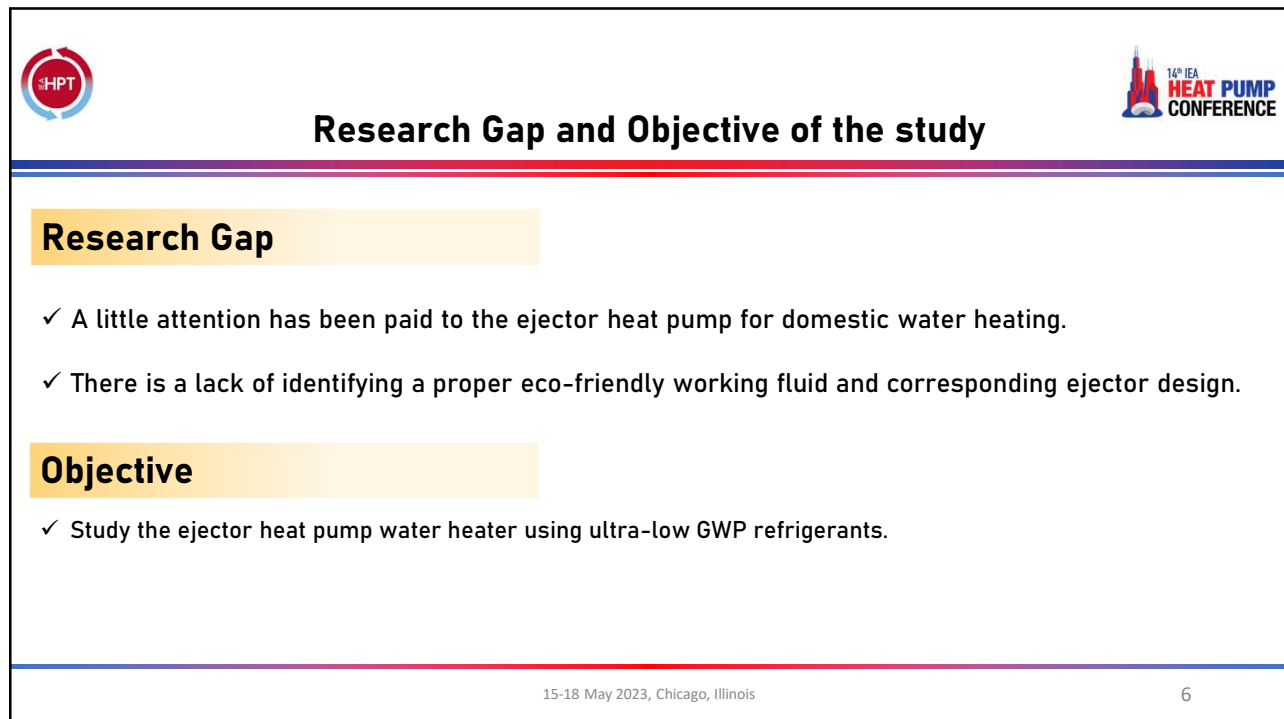 HPT
14th IEA
HEAT PUMP
CONFERENCE
Research Gap and Objective of the study
Research Gap
✓ A little attention has been paid to the ejector heat pump for domestic water heating.
✓ There is a lack of identifying a proper eco-friendly working fluid and corresponding ejector design.
Objective
✓ Study the ejector heat pump water heater using ultra-low GWP refrigerants.
15-18 May 2023, Chicago, Illinois
6